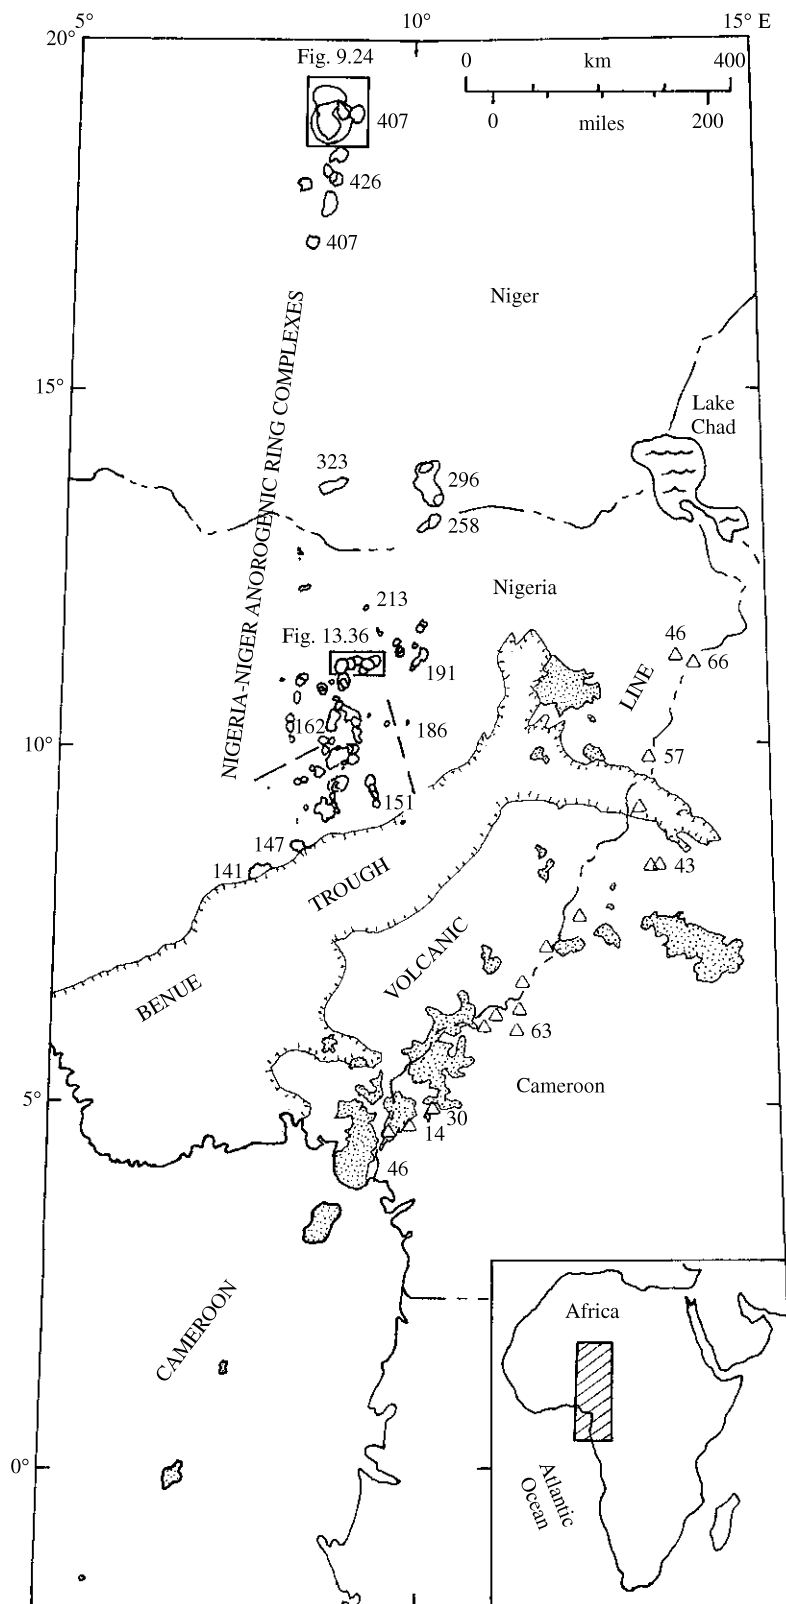 5°
10°
15° E
20°
Fig. 9.24
0 km 400
0 miles 200
407
426
407
NIGERIA-NIGER ANOROGENIC RING COMPLEXES
Niger
15°
Lake
Chad
323
296
258
213
Nigeria
Fig. 13.36
191
46
66
LINE
162
186
10°
57
151
147
141
43
TROUGH
VOLCANIC
BENUE
63
Cameroon
5°
30
14
46
CAMEROON
Africa
0°
Atlantic
Ocean